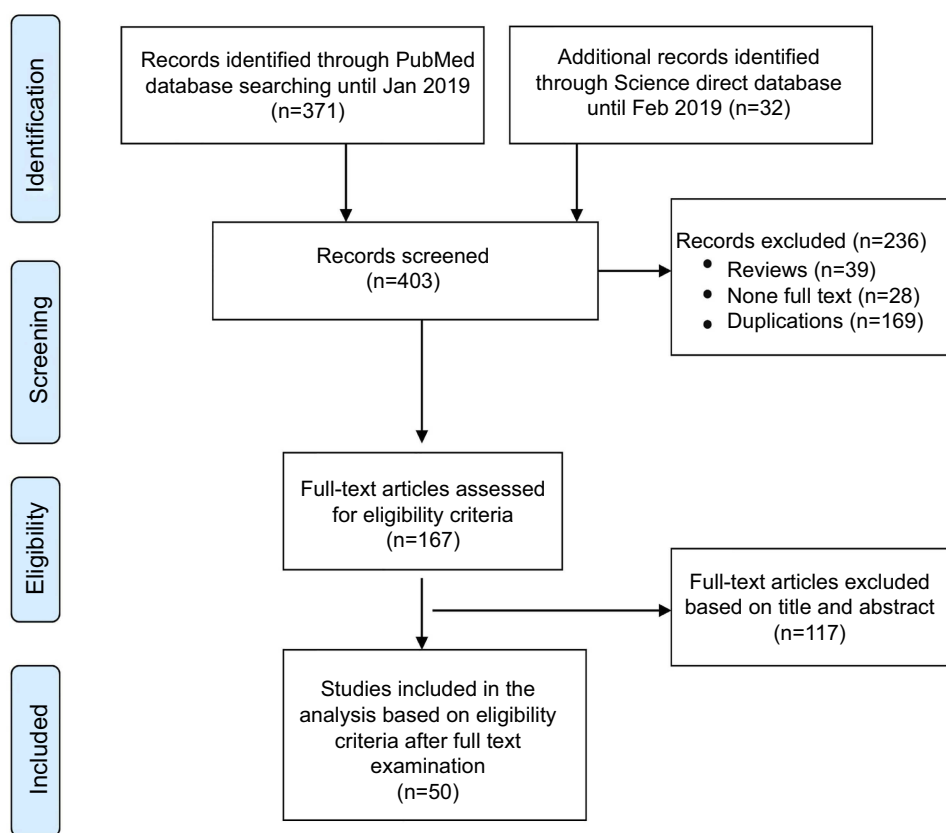 Identification
Records identified through PubMed
database searching until Jan 2019
(n=371)
Additional records identified
through Science direct database
until Feb 2019 (n=32)
Screening
Records screened
(n=403)
Records excluded (n=236)
• Reviews (n=39)
• None full text (n=28)
• Duplications (n=169)
Eligibility
Full-text articles assessed
for eligibility criteria
(n=167)
Full-text articles excluded
based on title and abstract
(n=117)
Included
Studies included in the
analysis based on eligibility
criteria after full text
examination
(n=50)